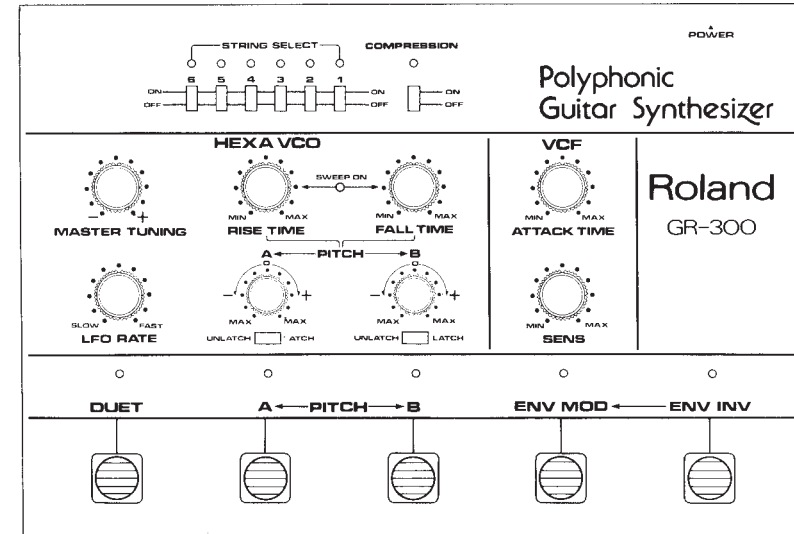 POWER
STRING SELECT COMPRESSION
6 5 4 3 2 1
ON ON ON
OFF OFF OFF
Polyphonic
Guitar Synthesizer
HEXA VCO VCF
SWEEP ON
− + MIN MAX MIN MAX MIN MAX
MASTER TUNING RISE TIME FALL TIME ATTACK TIME
Roland
GR-300
A PITCH B
− + − +
SLOW FAST MAX MAX MAX MAX MIN MAX
LFO RATE UNLATCH ATCH UNLATCH LATCH SENS
DUET A PITCH B ENV MOD ENV INV